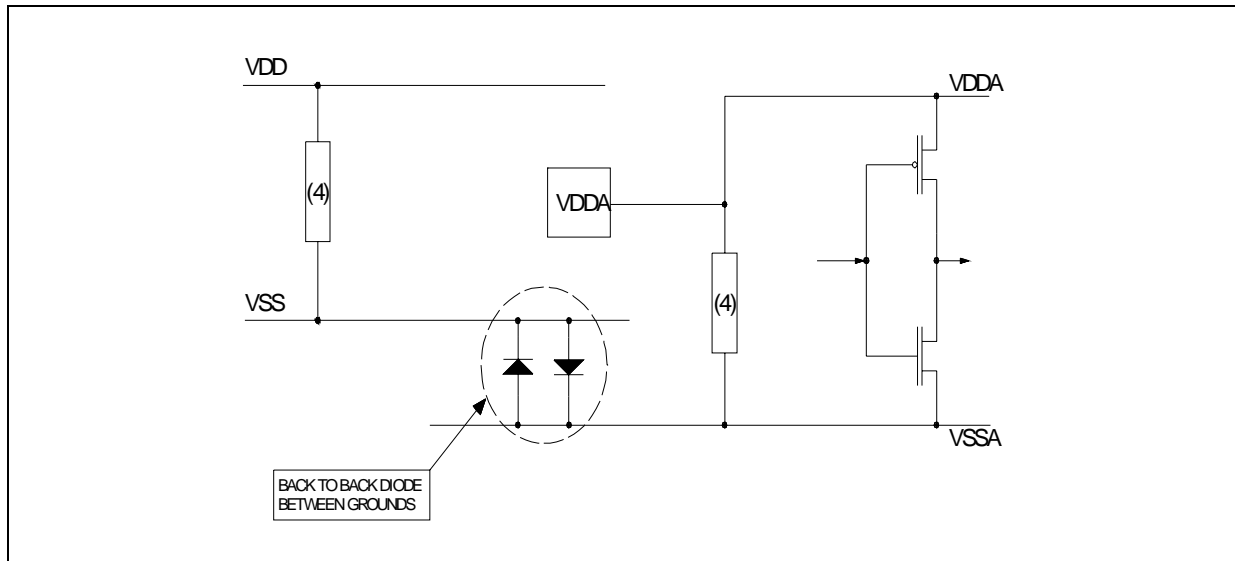 VDD
VDDA
(4)
VDDA
VSS
(4)
VSSA
BACK TO BACK DIODE
BETWEEN GROUNDS